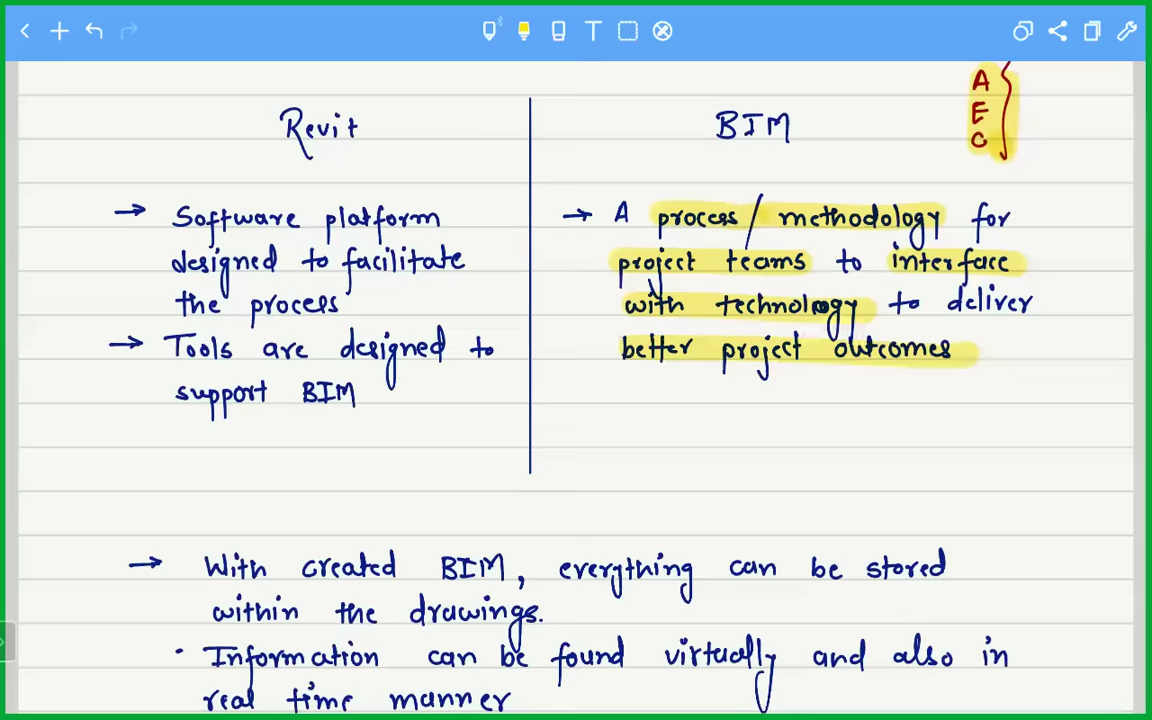 A
E
C
Revit
→ Software platform
designed to facilitate
the process
→ Tools are designed to
support BIM
BIM
→ A process/methodology for
project teams to interface
with technology to deliver
better project outcomes
→ With created BIM, everything can be stored
within the drawings.
• Information can be found virtually and also in
real time manner